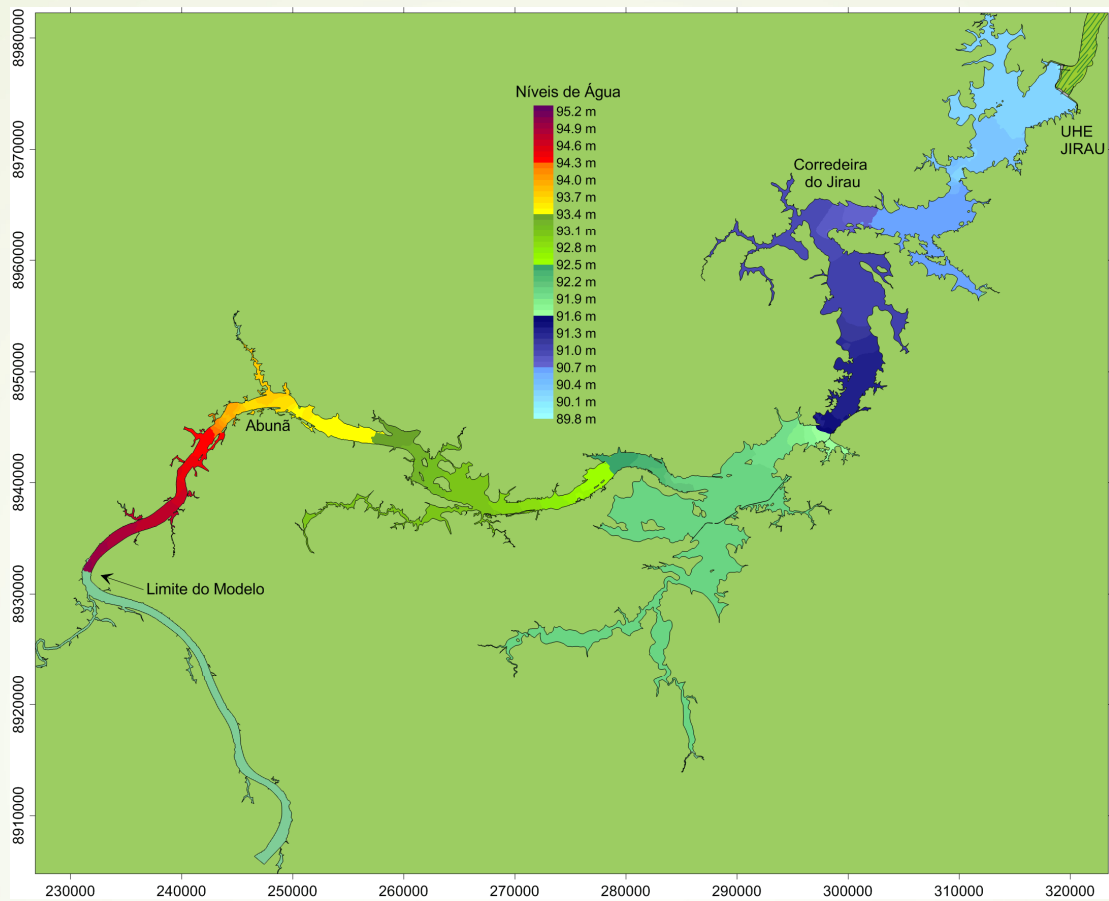 8980000
8970000
8960000
8950000
8940000
8930000
8920000
8910000
Níveis de Água
95.2 m
94.9 m
94.6 m
94.3 m
94.0 m
93.7 m
93.4 m
93.1 m
92.8 m
92.5 m
92.2 m
91.9 m
91.6 m
91.3 m
91.0 m
90.7 m
90.4 m
90.1 m
89.8 m
UHE
JIRAU
Corredeira
do Jirau
Abunã
Limite do Modelo
230000
240000
250000
260000
270000
280000
290000
300000
310000
320000